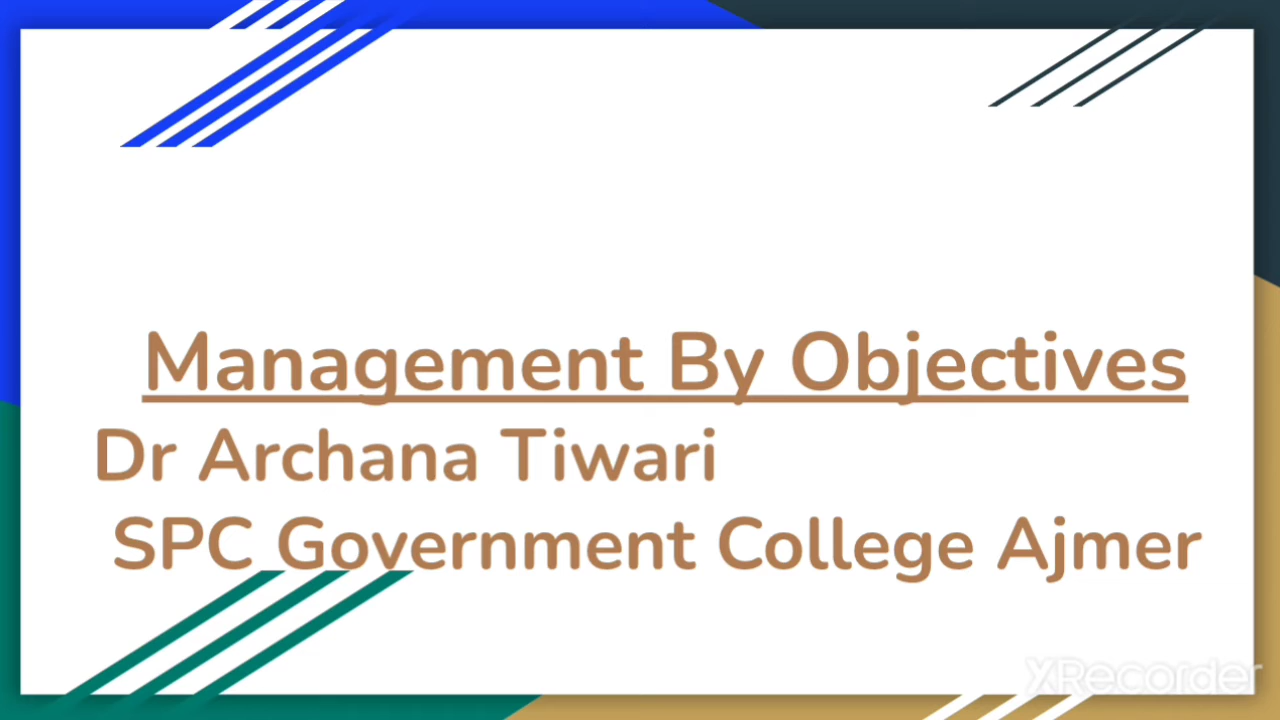 Management By Objectives
Dr Archana Tiwari
SPC Government College Ajmer
XRecorder